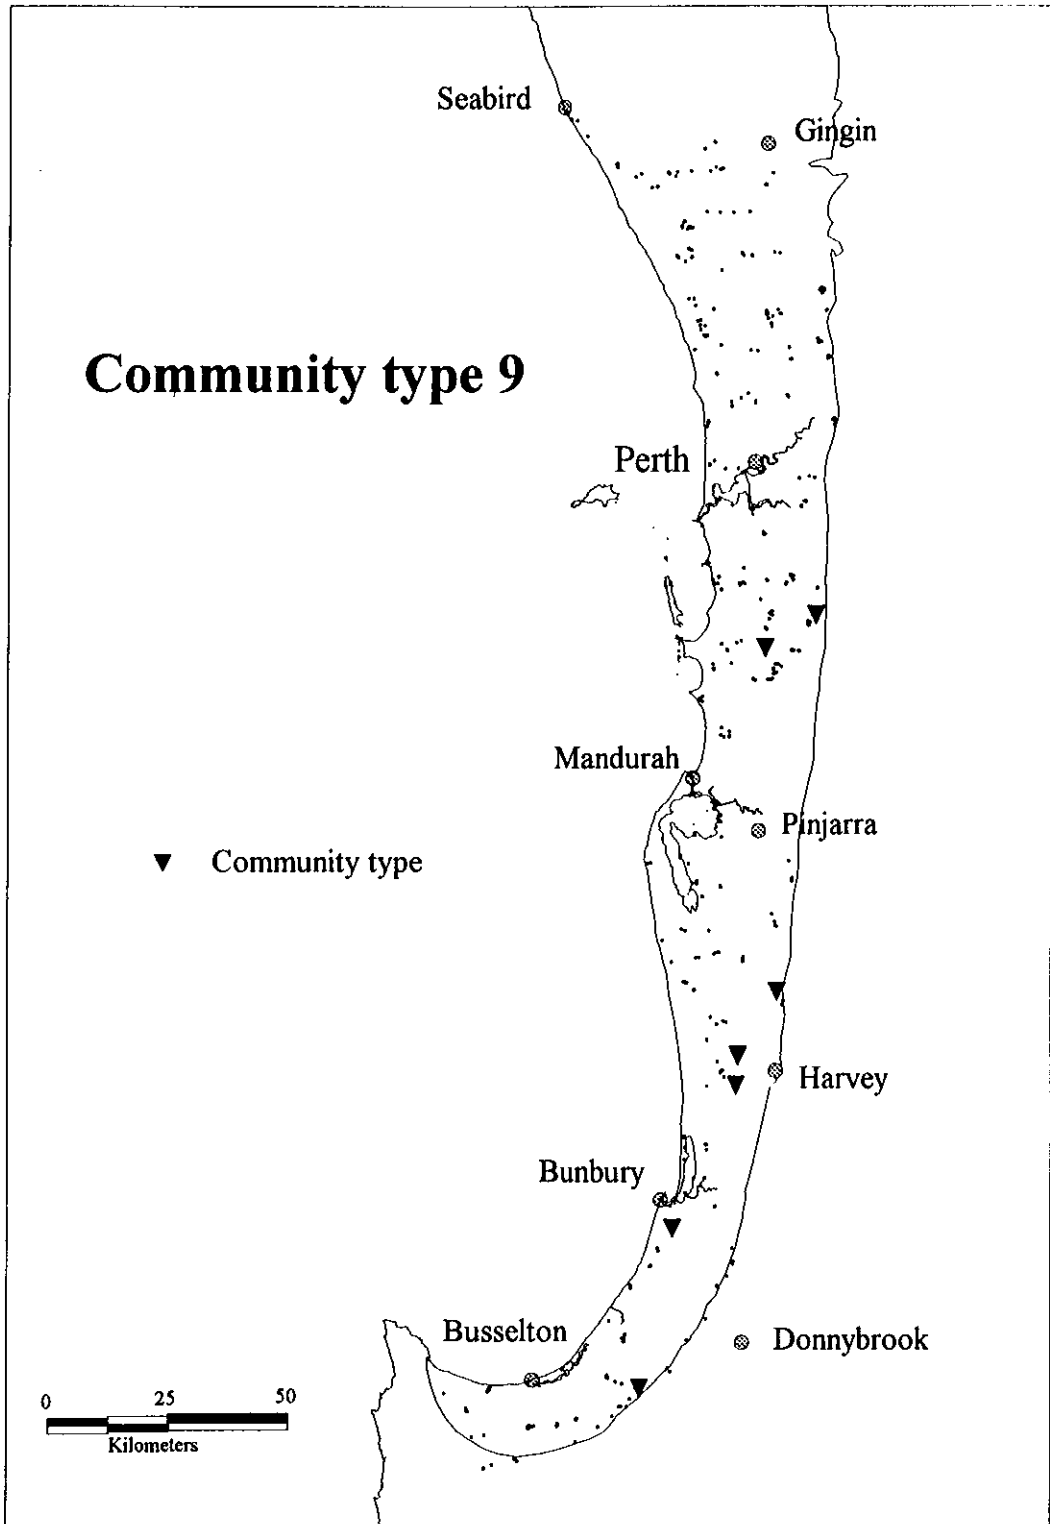 Seabird
Gingin
Community type 9
Perth
Mandurah
Pinjarra
Community type
Harvey
Bunbury
Busselton
Donnybrook
0 25 50
Kilometers